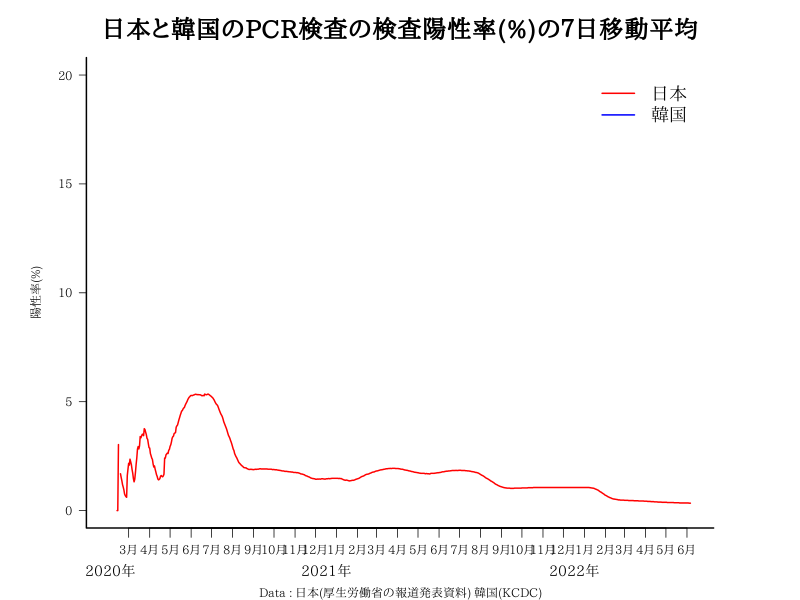 日本と韓国のPCR検査の検査陽性率(%)の7日移動平均
20
15
10
5
0
陽性率(%)
日本
韓国
3月 4月 5月 6月 7月 8月 9月 10月 11月 12月 1月 2月 3月 4月 5月 6月 7月 8月 9月 10月 11月 12月 1月 2月 3月 4月 5月 6月
2020年 2021年 2022年
Data : 日本(厚生労働省の報道発表資料) 韓国(KCDC)